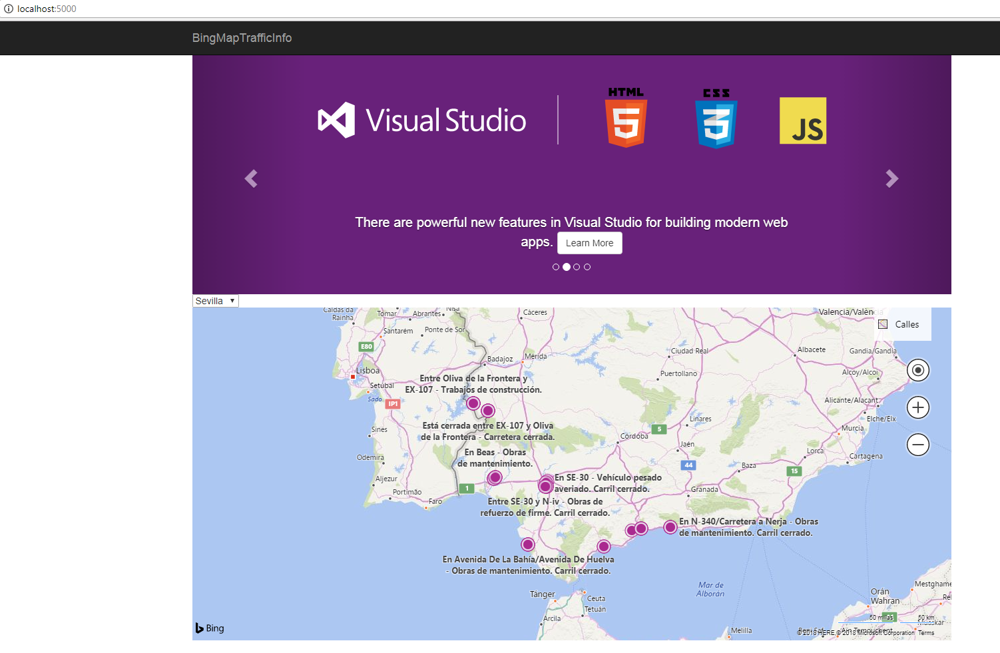 localhost:5000
BingMapTrafficInfo
Visual Studio
HTML
5
CSS
3
JS
There are powerful new features in Visual Studio for building modern web
apps. Learn More
Sevilla
Caldas da
Rainha
Tomar
Abrantes
Nisa
Cáceres
Valencia/València
Calles
Santarém
Ponte de Sor
E80
Badajoz
Mérida
Ciudad Real
Albacete
Gandia/Gandía
Lisboa
Puertollano
Alcoy/Alcoi
Entre Oliva de la Frontera y
EX-107 - Trabajos de construcción.
Setúbal
Sado
IP1
Alicante/Alacant
Elche/Elx
Linares
Murcia
Sines
Está cerrada entre EX-107 y Oliva
de la Frontera - Carretera cerrada.
5
Córdoba
Jaén
Lorca
Cartagena
En Beas - Obras
de mantenimiento.
Odemira
44
Baza
15
Aljezur
En SE-30 - Vehículo pesado
averiado. Carril cerrado.
1
Portimão
Faro
Granada
Entre SE-30 y N-iv - Obras de
refuerzo de firme. Carril cerrado.
En N-340/Carretera a Nerja - Obras
de mantenimiento. Carril cerrado.
En Avenida De La Bahía/Avenida De Huelva
- Obras de mantenimiento. Carril cerrado.
Mar de
Alborán
Tánger
Ceuta
Tetuán
Arcila
Orán
Wahran
Mestghame
Melilla
50 millas
50 km
Bing
© 2018 HERE © 2018 Microsoft Corporation Terms